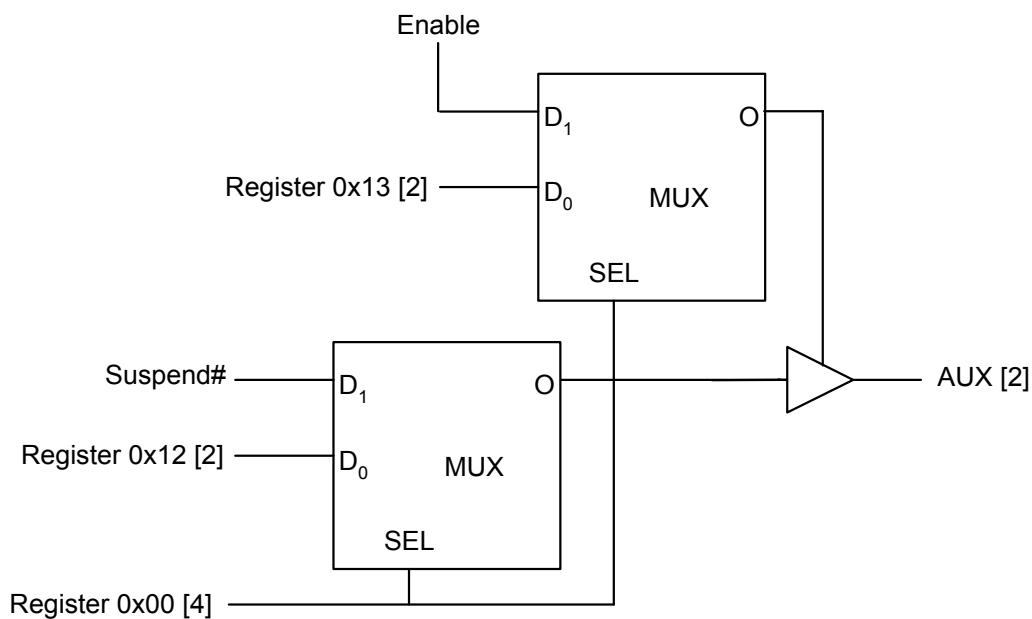 Enable
D1
O
Register 0x13 [2]
D0
MUX
SEL
Suspend#
D1
O
AUX [2]
Register 0x12 [2]
D0
MUX
SEL
Register 0x00 [4]